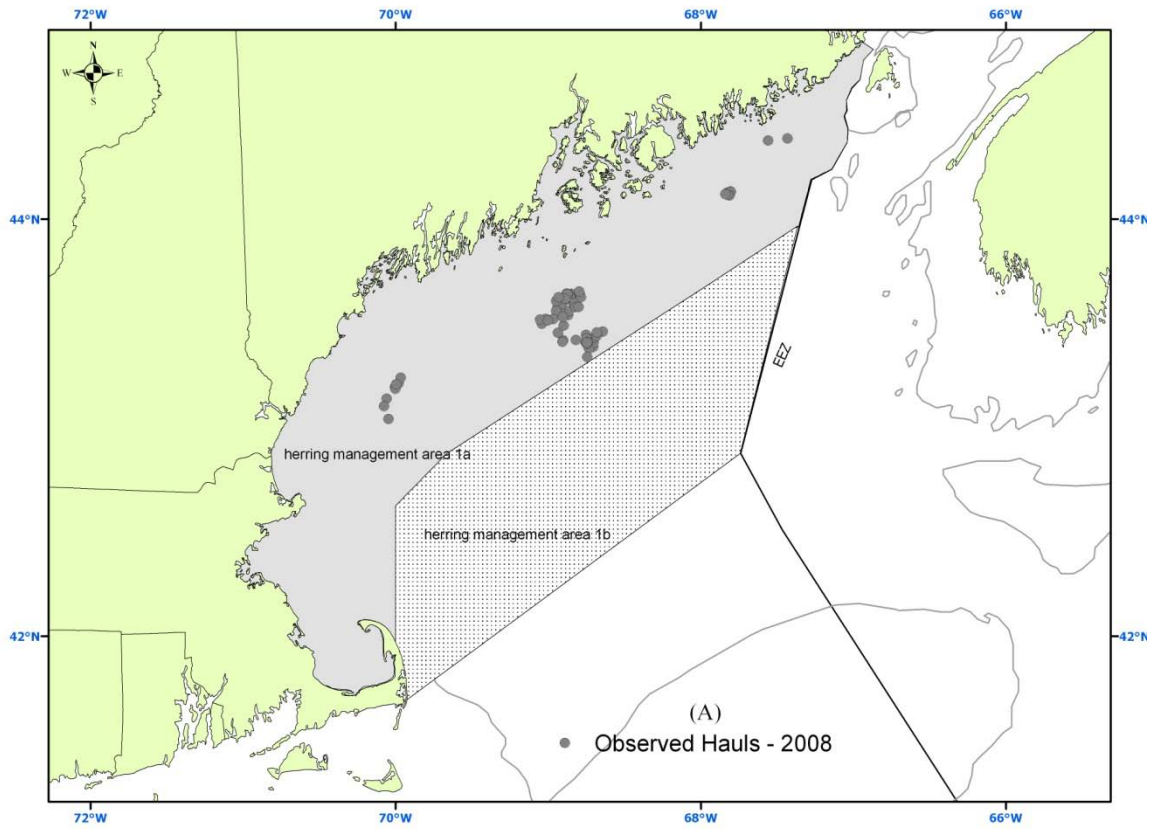 72°W 70°W 68°W 66°W
N
W E
S
44°N 44°N
EEZ
herring management area 1a
herring management area 1b
42°N 42°N
(A)
Observed Hauls - 2008
72°W 70°W 68°W 66°W